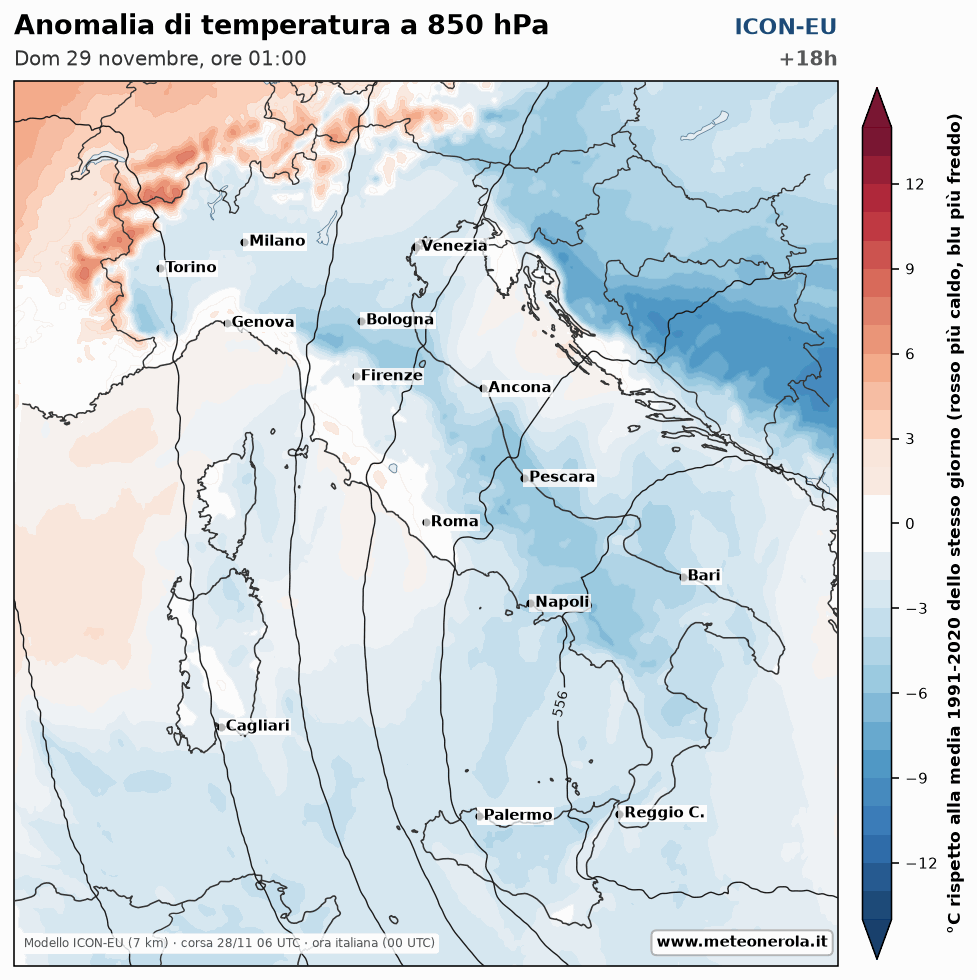 Anomalia di temperatura a 850 hPa
ICON-EU
Dom 29 novembre, ore 01:00
+18h
Milano
Venezia
Torino
Genova
Bologna
Firenze
Ancona
Pescara
Roma
Bari
Napoli
556
Cagliari
Palermo
Reggio C.
Modello ICON-EU (7 km) · corsa 28/11 06 UTC · ora italiana (00 UTC)
www.meteonerola.it
12
9
6
3
0
−3
−6
−9
−12
°C rispetto alla media 1991-2020 dello stesso giorno (rosso più caldo, blu più freddo)